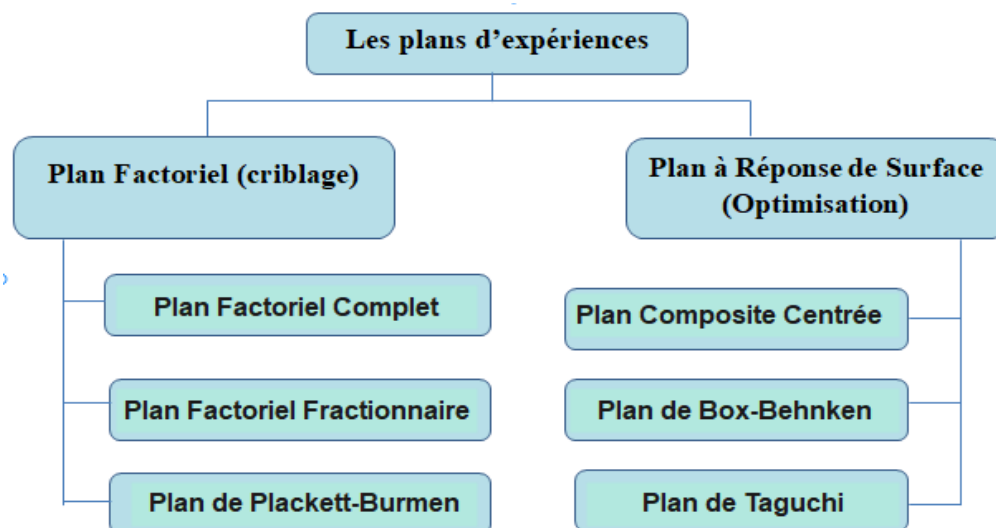 Les plans d’expériences
Plan Factoriel (criblage)
Plan à Réponse de Surface
(Optimisation)
Plan Factoriel Complet
Plan Composite Centrée
Plan Factoriel Fractionnaire
Plan de Box-Behnken
Plan de Plackett-Burmen
Plan de Taguchi